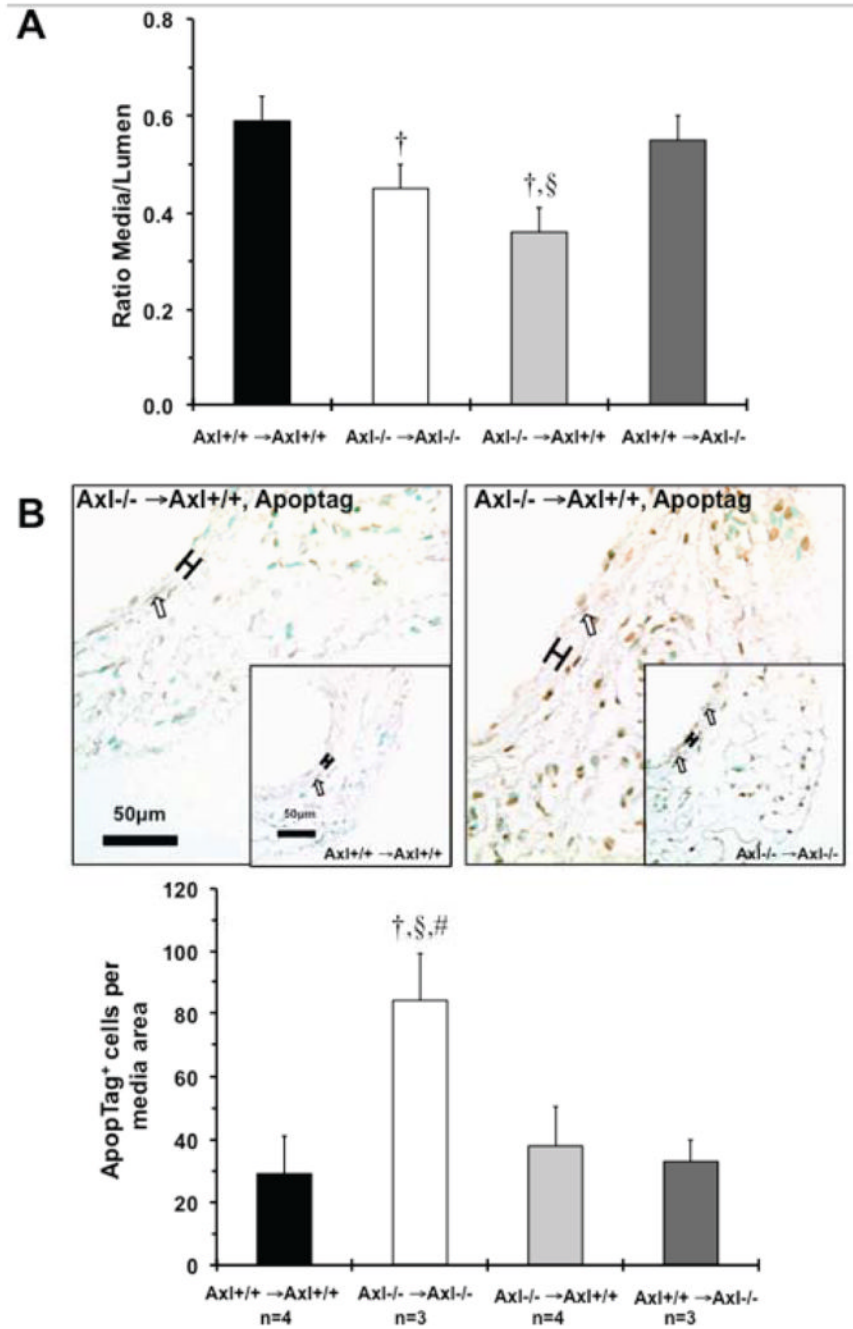 A
0.8
0.6
0.4
0.2
0.0
Ratio Media/Lumen
†
†,§
Axl+/+ →Axl+/+
Axl-/- →Axl-/-
Axl-/- →Axl+/+
Axl+/+ →Axl-/-
B
Axl-/- →Axl+/+, Apoptag
50µm
50µm
Axl+/+ →Axl+/+
Axl-/- →Axl+/+, Apoptag
Axl-/- →Axl-/-
120
100
80
60
40
20
0
ApopTag+ cells per
media area
†,§,#
Axl+/+ →Axl+/+
n=4
Axl-/- →Axl-/-
n=3
Axl-/- →Axl+/+
n=4
Axl+/+ →Axl-/-
n=3